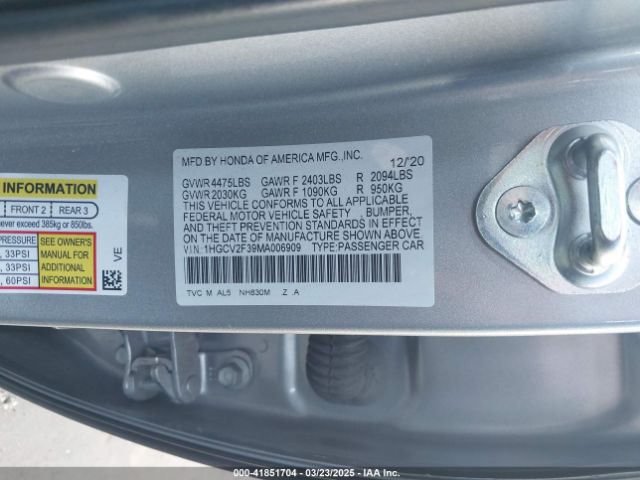 MFD BY HONDA OF AMERICA MFG.,INC. 12/'20
GVWR 4475LBS GAWR F 2403LBS R 2094LBS
GVWR 2030KG GAWR F 1090KG R 950KG
THIS VEHICLE CONFORMS TO ALL APPLICABLE
FEDERAL MOTOR VEHICLE SAFETY , BUMPER,
AND THEFT PREVENTION STANDARDS IN EFFECT
ON THE DATE OF MANUFACTURE SHOWN ABOVE.
V.I.N: 1HGCV2F39MA006909 TYPE:PASSENGER CAR
TVC M AL5 NH830M Z .A
INFORMATION
FRONT 2 REAR 3
never exceed 385kg or 850lbs.
PRESSURE
, 33PSI
, 33PSI
, 60PSI
SEE OWNER'S
MANUAL FOR
ADDITIONAL
INFORMATION
VE
000-41851704 - 03/23/2025 - IAA Inc.